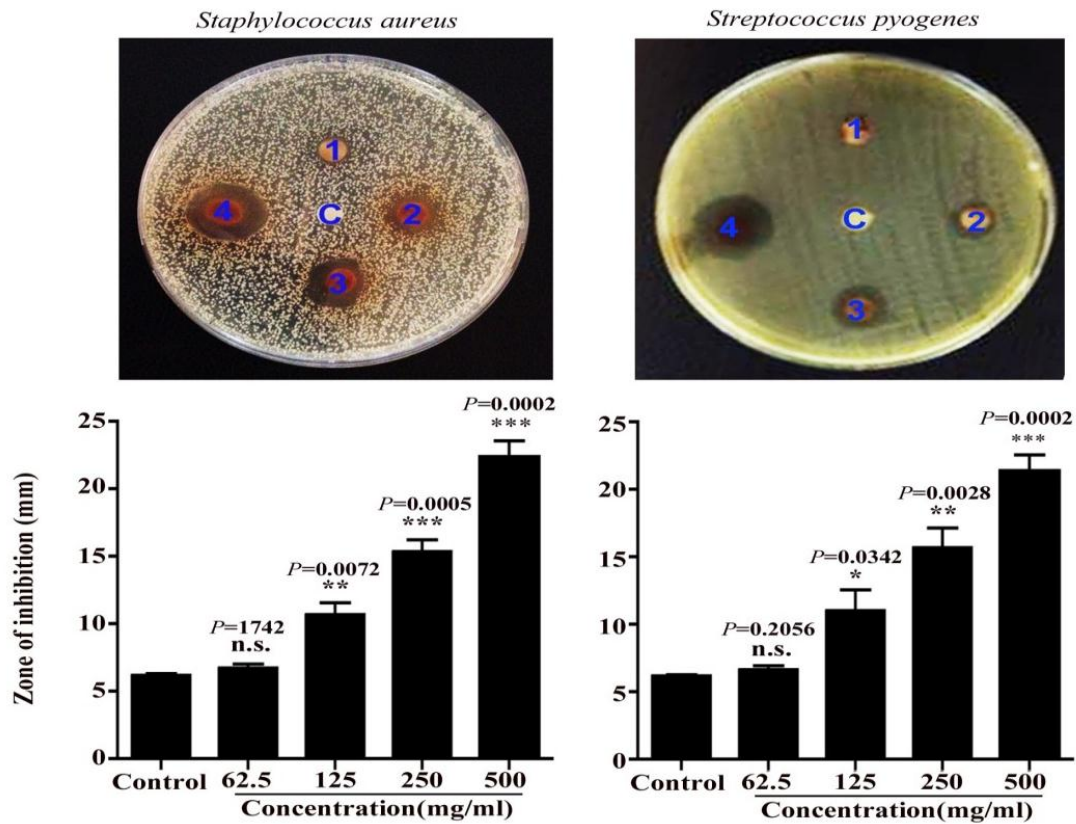 Staphylococcus aureus
1
4
C
2
3
Streptococcus pyogenes
1
4
C
2
3
Zone of inhibition (mm)
25
20
15
10
5
0
P=1742
n.s.
P=0.0072
**
P=0.0005
***
P=0.0002
***
Control
62.5
125
250
500
Concentration(mg/ml)
25
20
15
10
5
0
P=0.2056
n.s.
P=0.0342
*
P=0.0028
**
P=0.0002
***
Control
62.5
125
250
500
Concentration(mg/ml)